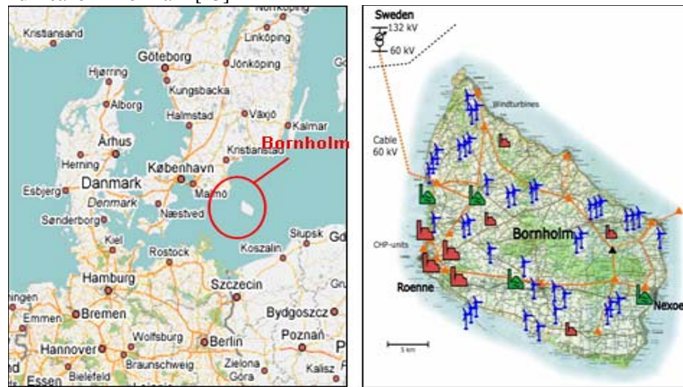 Kristiansand
Norrköping
Linköping
Göteborg
Jönköping
Kungsbacka
Hjørring
Ålborg
Halmstad
Växjö
Kalmar
Kristianstad
Bornholm
Århus
Herning
København
Malmö
Esbjerg
Danmark
Denmark
Næstved
Sønderborg
Kiel
Rostock
Koszalin
Słupsk
Hamburg
Szczecin
Bydgoszcz
Emmen
Bremen
Wolfsburg
Berlin
Poznań
Hannover
Braunschweig
Zielona
Góra
Kalisz
Essen
Bielefeld
Sweden
132 kV
60 kV
Windturbines
Cable
60 kV
Bornholm
CHP-units
Roenne
Nexoe
5 km